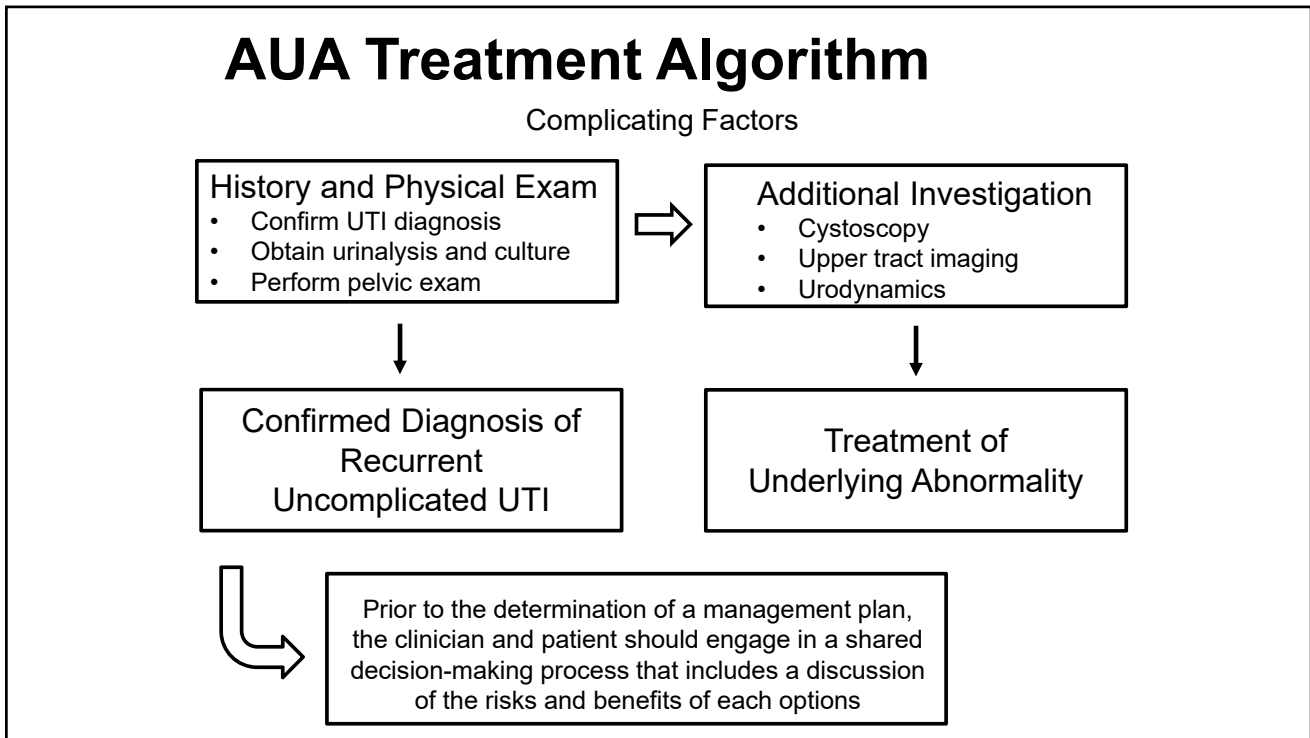 AUA Treatment Algorithm
Complicating Factors
History and Physical Exam
• Confirm UTI diagnosis
• Obtain urinalysis and culture
• Perform pelvic exam
Additional Investigation
• Cystoscopy
• Upper tract imaging
• Urodynamics
Confirmed Diagnosis of
Recurrent
Uncomplicated UTI
Treatment of
Underlying Abnormality
Prior to the determination of a management plan,
the clinician and patient should engage in a shared
decision-making process that includes a discussion
of the risks and benefits of each options